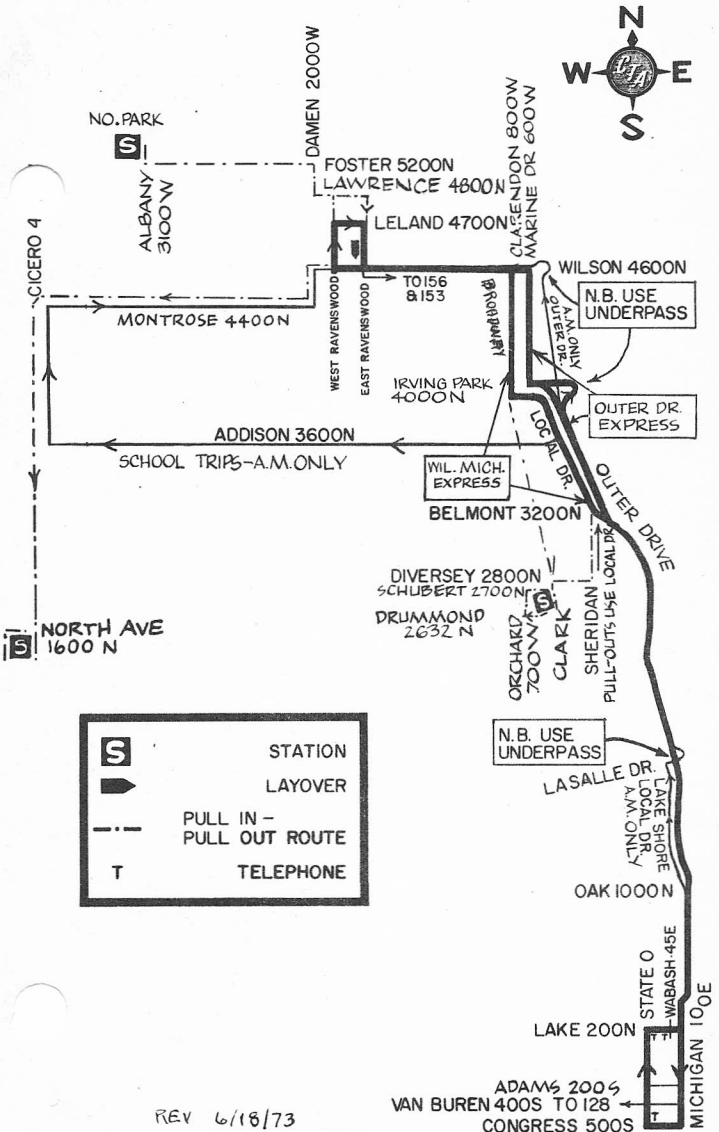 N
W CTA E
S
NO. PARK
S
DAMEN 2000W
CLARENDON 800W
MARINE DR 600W
FOSTER 5200N
LAWRENCE 4800N
ALBANY
3100W
LELAND 4700N
CICERO 4
WILSON 4600N
TO 156
& 153
N.B. USE
UNDERPASS
MONTROSE 4400N
WEST RAVENSWOOD
EAST RAVENSWOOD
BROADWAY
A.M. ONLY
OUTER DR.
IRVING PARK
4000N
OUTER DR.
EXPRESS
ADDISON 3600N
SCHOOL TRIPS-A.M. ONLY
LOCAL DR.
WIL. MICH.
EXPRESS
OUTER DRIVE
BELMONT 3200N
DIVERSEY 2800N
SCHUBERT 2700N
S
DRUMMOND
2632 N
ORCHARD
700W
CLARK
SHERIDAN
PULL-OUTS USE LOCAL DR.
S
NORTH AVE
1600 N
N.B. USE
UNDERPASS
S STATION
LAYOVER
PULL IN -
PULL OUT ROUTE
T TELEPHONE
LASALLE DR.
LAKE SHORE
LOCAL DR
A.M. ONLY
OAK 1000N
STATE 0
WABASH-45E
MICHIGAN 100E
LAKE 200N
T T
ADAMS 200S
VAN BUREN 400S TO 128
T
CONGRESS 500S
REV 6/18/73